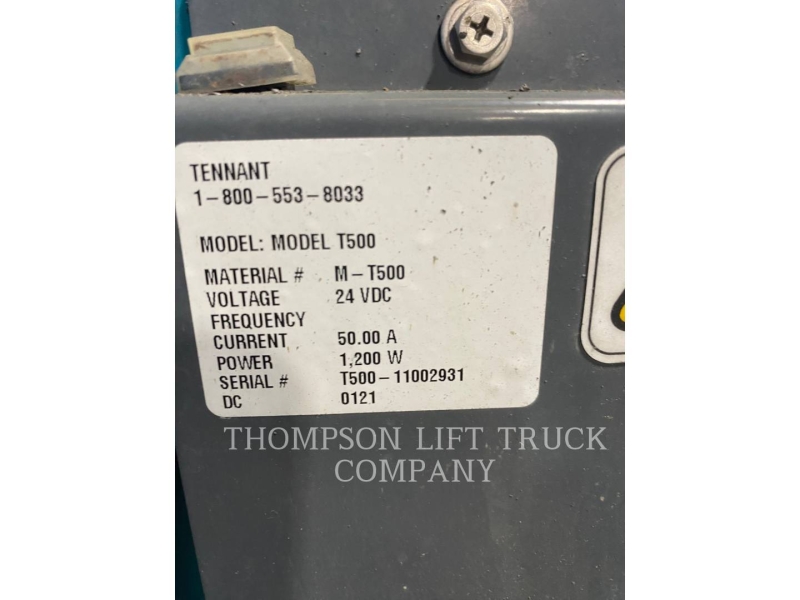 TENNANT
1-800-553-8033
MODEL: MODEL T500
MATERIAL # M-T500
VOLTAGE 24 VDC
FREQUENCY
CURRENT 50.00 A
POWER 1,200 W
SERIAL # T500-11002931
DC 0121
THOMPSON LIFT TRUCK
COMPANY